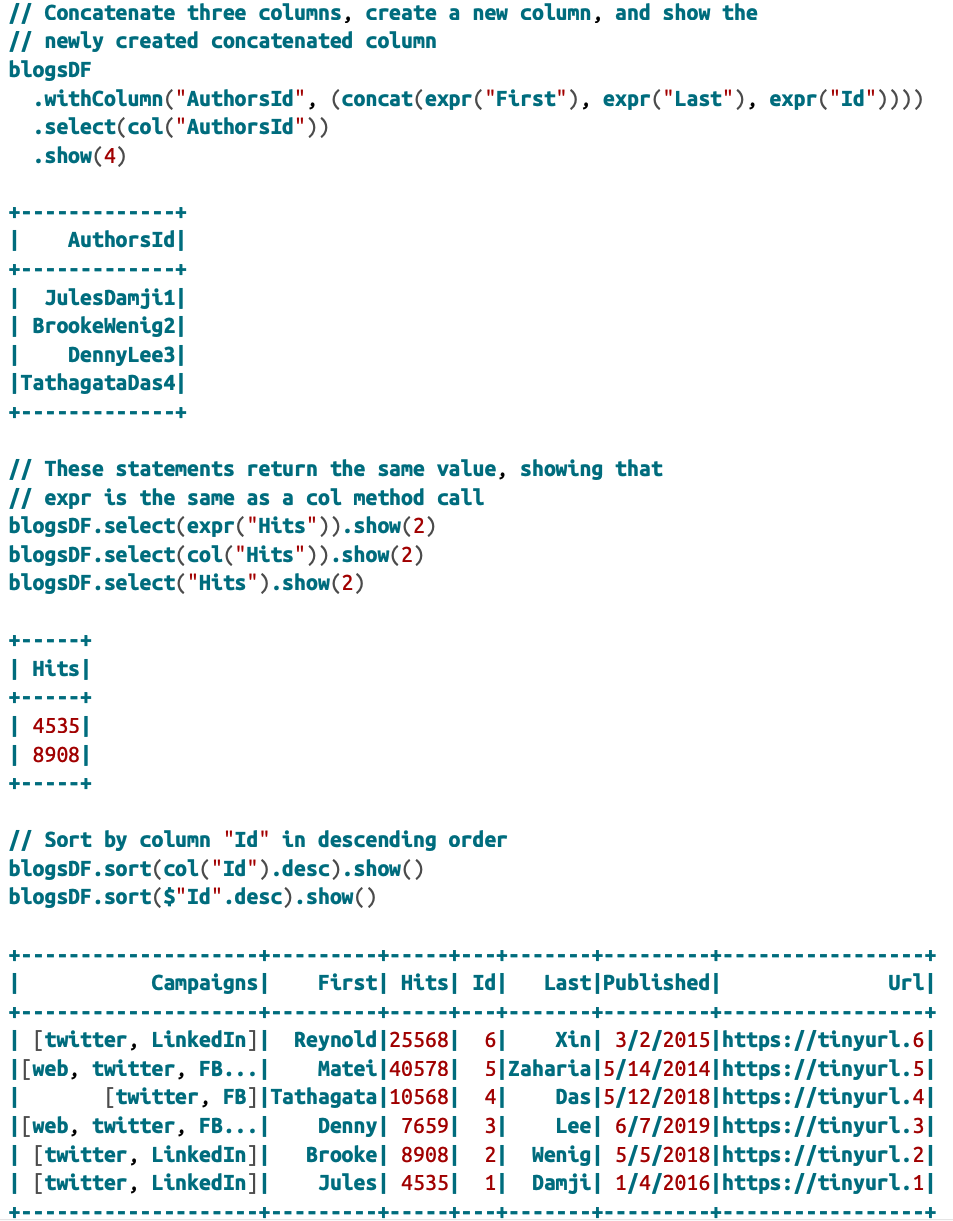 // Concatenate three columns, create a new column, and show the
// newly created concatenated column
blogsDF
  .withColumn("AuthorsId", (concat(expr("First"), expr("Last"), expr("Id"))))
  .select(col("AuthorsId"))
  .show(4)

+-------------+
|    AuthorsId|
+-------------+
|  JulesDamji1|
| BrookeWenig2|
|    DennyLee3|
|TathagataDas4|
+-------------+

// These statements return the same value, showing that
// expr is the same as a col method call
blogsDF.select(expr("Hits")).show(2)
blogsDF.select(col("Hits")).show(2)
blogsDF.select("Hits").show(2)

+-----+
| Hits|
+-----+
| 4535|
| 8908|
+-----+

// Sort by column "Id" in descending order
blogsDF.sort(col("Id").desc).show()
blogsDF.sort($"Id".desc).show()

+--------------------+---------+-----+---+-------+---------+-----------------+
|           Campaigns|    First| Hits| Id|   Last|Published|              Url|
+--------------------+---------+-----+---+-------+---------+-----------------+
| [twitter, LinkedIn]|  Reynold|25568|  6|    Xin| 3/2/2015|https://tinyurl.6|
|[web, twitter, FB...|    Matei|40578|  5|Zaharia|5/14/2014|https://tinyurl.5|
|       [twitter, FB]|Tathagata|10568|  4|    Das|5/12/2018|https://tinyurl.4|
|[web, twitter, FB...|    Denny| 7659|  3|    Lee| 6/7/2019|https://tinyurl.3|
| [twitter, LinkedIn]|   Brooke| 8908|  2|  Wenig| 5/5/2018|https://tinyurl.2|
| [twitter, LinkedIn]|    Jules| 4535|  1|  Damji| 1/4/2016|https://tinyurl.1|
+--------------------+---------+-----+---+-------+---------+-----------------+